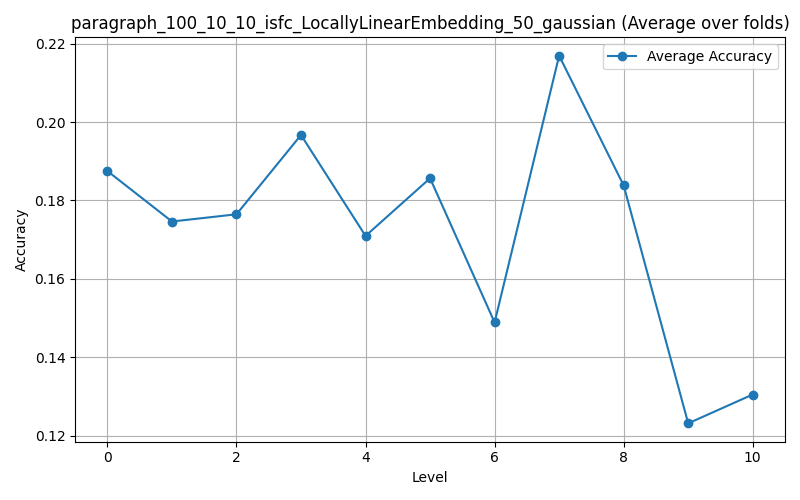 paragraph_100_10_10_isfc_LocallyLinearEmbedding_50_gaussian (Average over folds)
Average Accuracy
0.22
0.20
0.18
0.16
0.14
0.12
Accuracy
0 2 4 6 8 10
Level